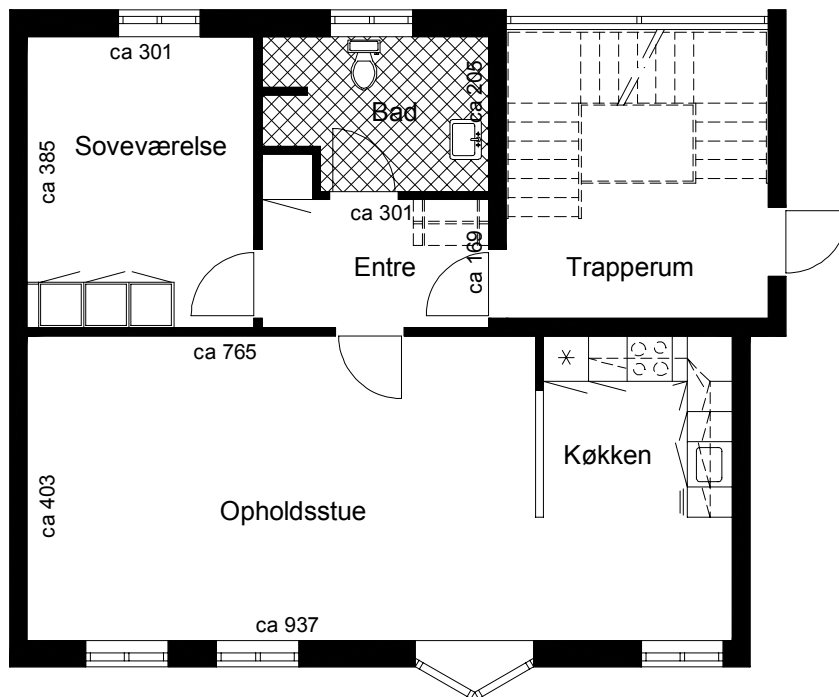 ca 301
Bad
ca 205
Soveværelse
ca 385
ca 301
Entre
ca 169
Trapperum
ca 765
Køkken
ca 403
Opholdsstue
ca 937